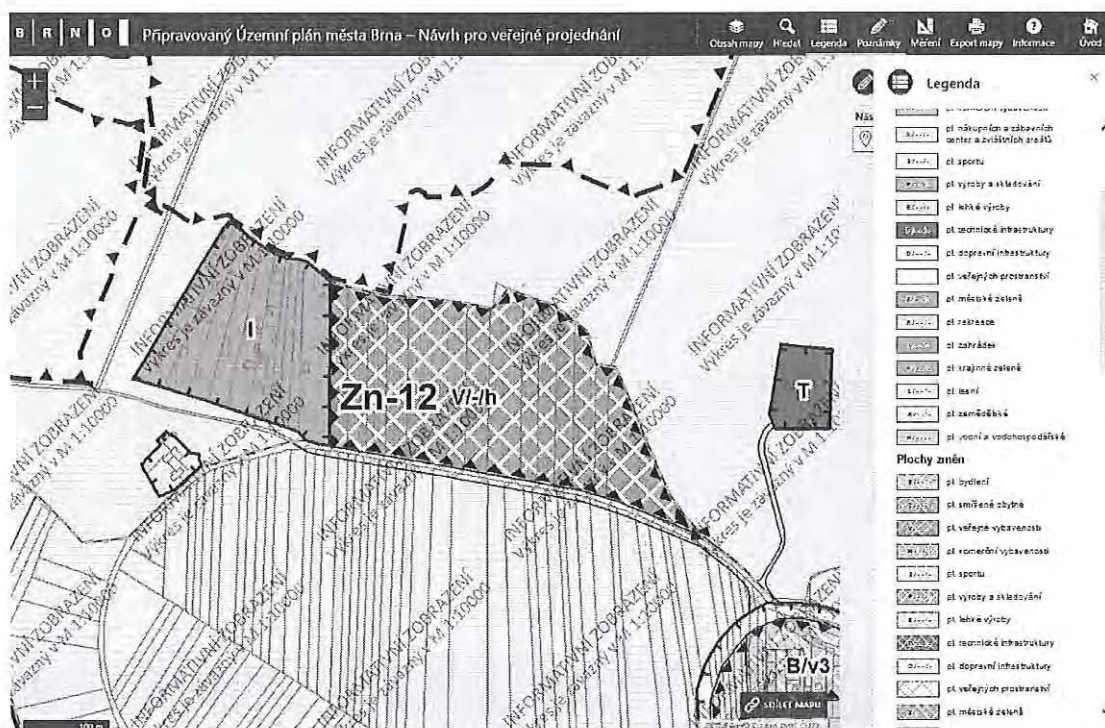 B R N O Připravovaný Územní plán města Brna – Návrh pro veřejné projednání
Obsah mapy
Hledat
Legenda
Poznámky
Měření
Export mapy
Informace
Úvod
+
–
INFORMATIVNÍ ZOBRAZENÍ
Výkres je závazný v M 1:10000
I
Zn-12 V/-/h
T
B/v3
SDÍLET MAPU
100 m
Legenda
pl. nákupních a zábavních
center a zvláštních areálů
pl. sportu
pl. výroby a skladování
pl. lehké výroby
pl. technické infrastruktury
pl. dopravní infrastruktury
pl. veřejných prostranství
pl. městské zeleně
pl. rekreace
pl. zahrádek
pl. krajinné zeleně
pl. lesní
pl. zemědělské
pl. vodní a vodohospodářské
Plochy změn
pl. bydlení
pl. smíšené obytné
pl. veřejné vybavenosti
pl. komerční vybavenosti
pl. sportu
pl. výroby a skladování
pl. lehké výroby
pl. technické infrastruktury
pl. dopravní infrastruktury
pl. veřejných prostranství
pl. městské zeleně